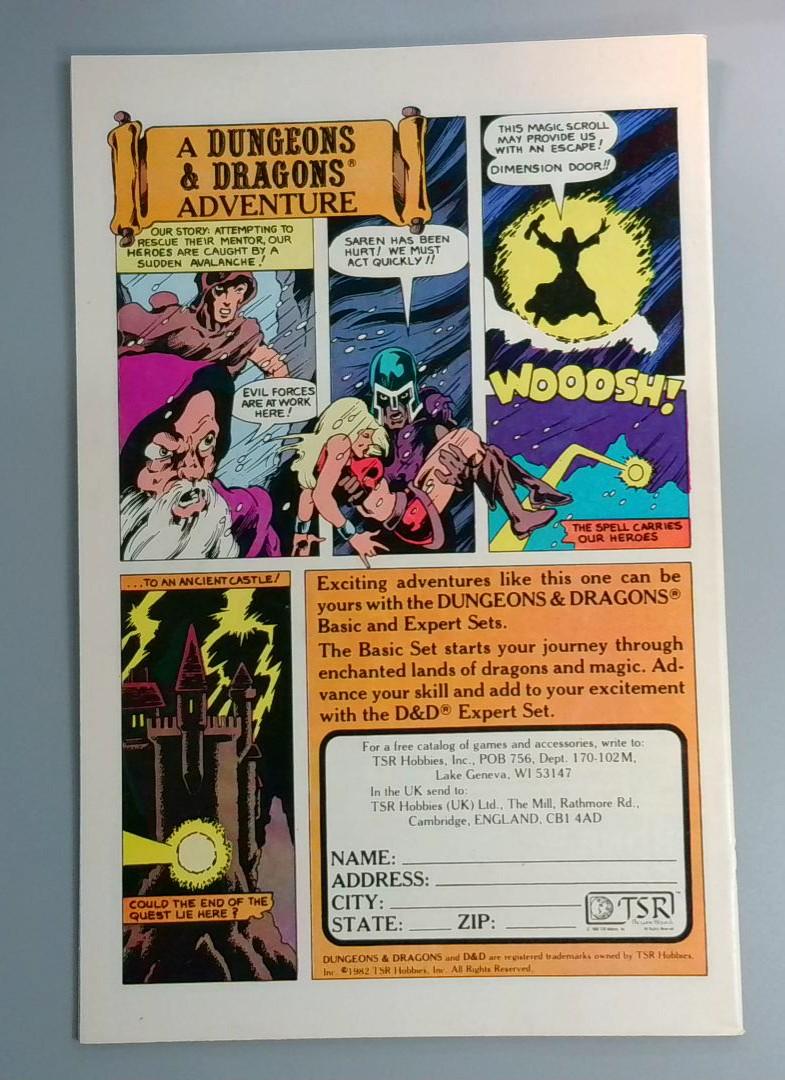 A DUNGEONS
& DRAGONS®
ADVENTURE
OUR STORY: ATTEMPTING TO
RESCUE THEIR MENTOR, OUR
HEROES ARE CAUGHT BY A
SUDDEN AVALANCHE!
EVIL FORCES
ARE AT WORK
HERE!
SAREN HAS BEEN
HURT! WE MUST
ACT QUICKLY!!
THIS MAGIC SCROLL
MAY PROVIDE US
WITH AN ESCAPE!
DIMENSION DOOR!!
WOOOSH!
THE SPELL CARRIES
OUR HEROES
...TO AN ANCIENT CASTLE!
COULD THE END OF THE
QUEST LIE HERE?
Exciting adventures like this one can be
yours with the DUNGEONS & DRAGONS®
Basic and Expert Sets.
The Basic Set starts your journey through
enchanted lands of dragons and magic. Ad-
vance your skill and add to your excitement
with the D&D® Expert Set.
For a free catalog of games and accessories, write to:
TSR Hobbies, Inc., POB 756, Dept. 170-102M,
Lake Geneva, WI 53147
In the UK send to:
TSR Hobbies (UK) Ltd., The Mill, Rathmore Rd.,
Cambridge, ENGLAND, CB1 4AD
NAME:
ADDRESS:
CITY:
STATE: ZIP:
TSR
DUNGEONS & DRAGONS and D&D are registered trademarks owned by TSR Hobbies,
Inc. ©1982 TSR Hobbies, Inc. All Rights Reserved.